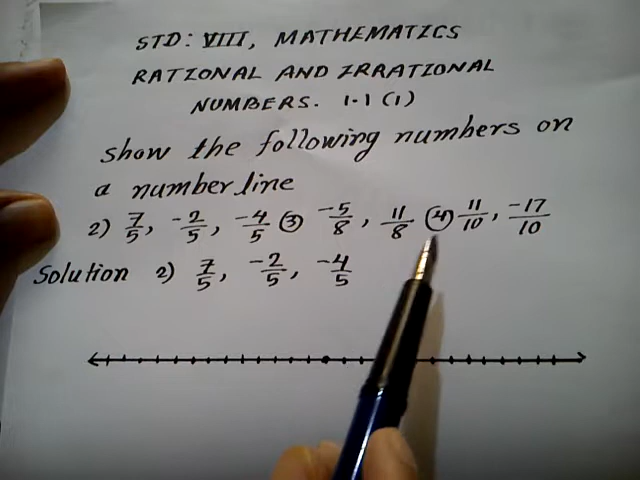 STD: VIII, MATHEMATICS
RATIONAL AND IRRATIONAL
NUMBERS. 1.1 (1)
Show the following numbers on
a number line
2) 7/5, -2/5, -4/5 ③ -5/8, 11/8 ④ 11/10, -17/10
Solution 2) 7/5, -2/5, -4/5